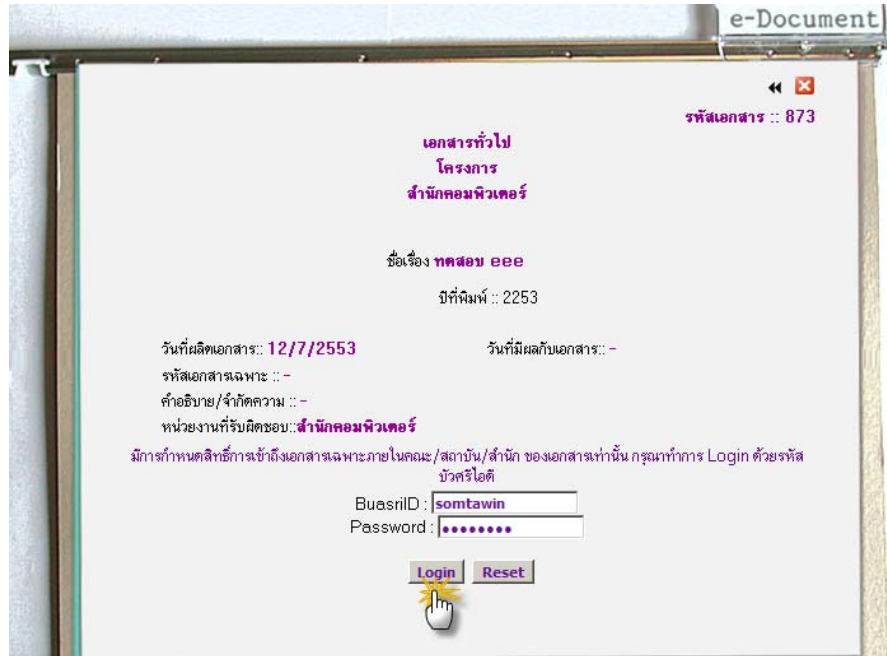 e-Document
รหัสเอกสาร :: 873
เอกสารทั่วไป
โครงการ
สำนักคอมพิวเตอร์
ชื่อเรื่อง ทดสอบ eee
ปีที่พิมพ์ :: 2253
วันที่ผลิตเอกสาร:: 12/7/2553 วันที่มีผลกับเอกสาร:: -
รหัสเอกสารเฉพาะ :: -
คำอธิบาย/จำกัดความ :: -
หน่วยงานที่รับผิดชอบ::สำนักคอมพิวเตอร์
มีการกำหนดสิทธิ์การเข้าถึงเอกสารเฉพาะภายในคณะ/สถาบัน/สำนัก ของเอกสารเท่านั้น กรุณาทำการ Login ด้วยรหัส
บัวศรีไอดี
BuasriID : somtawin
Password : ••••••••
Login Reset